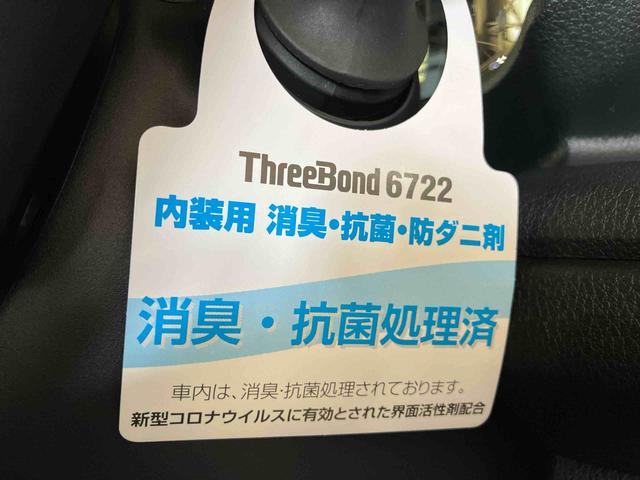 ThreeBond 6722
内装用 消臭・抗菌・防ダニ剤
消臭・抗菌処理済
車内は、消臭・抗菌処理されております。
新型コロナウイルスに有効とされた界面活性剤配合